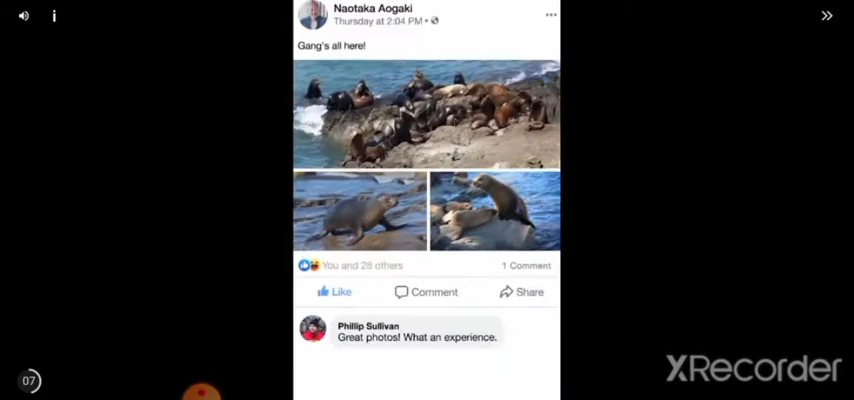 Naotaka Aogaki
Thursday at 2:04 PM •
Gang's all here!
You and 28 others
1 Comment
Like
Comment
Share
Phillip Sullivan
Great photos! What an experience.
07
XRecorder